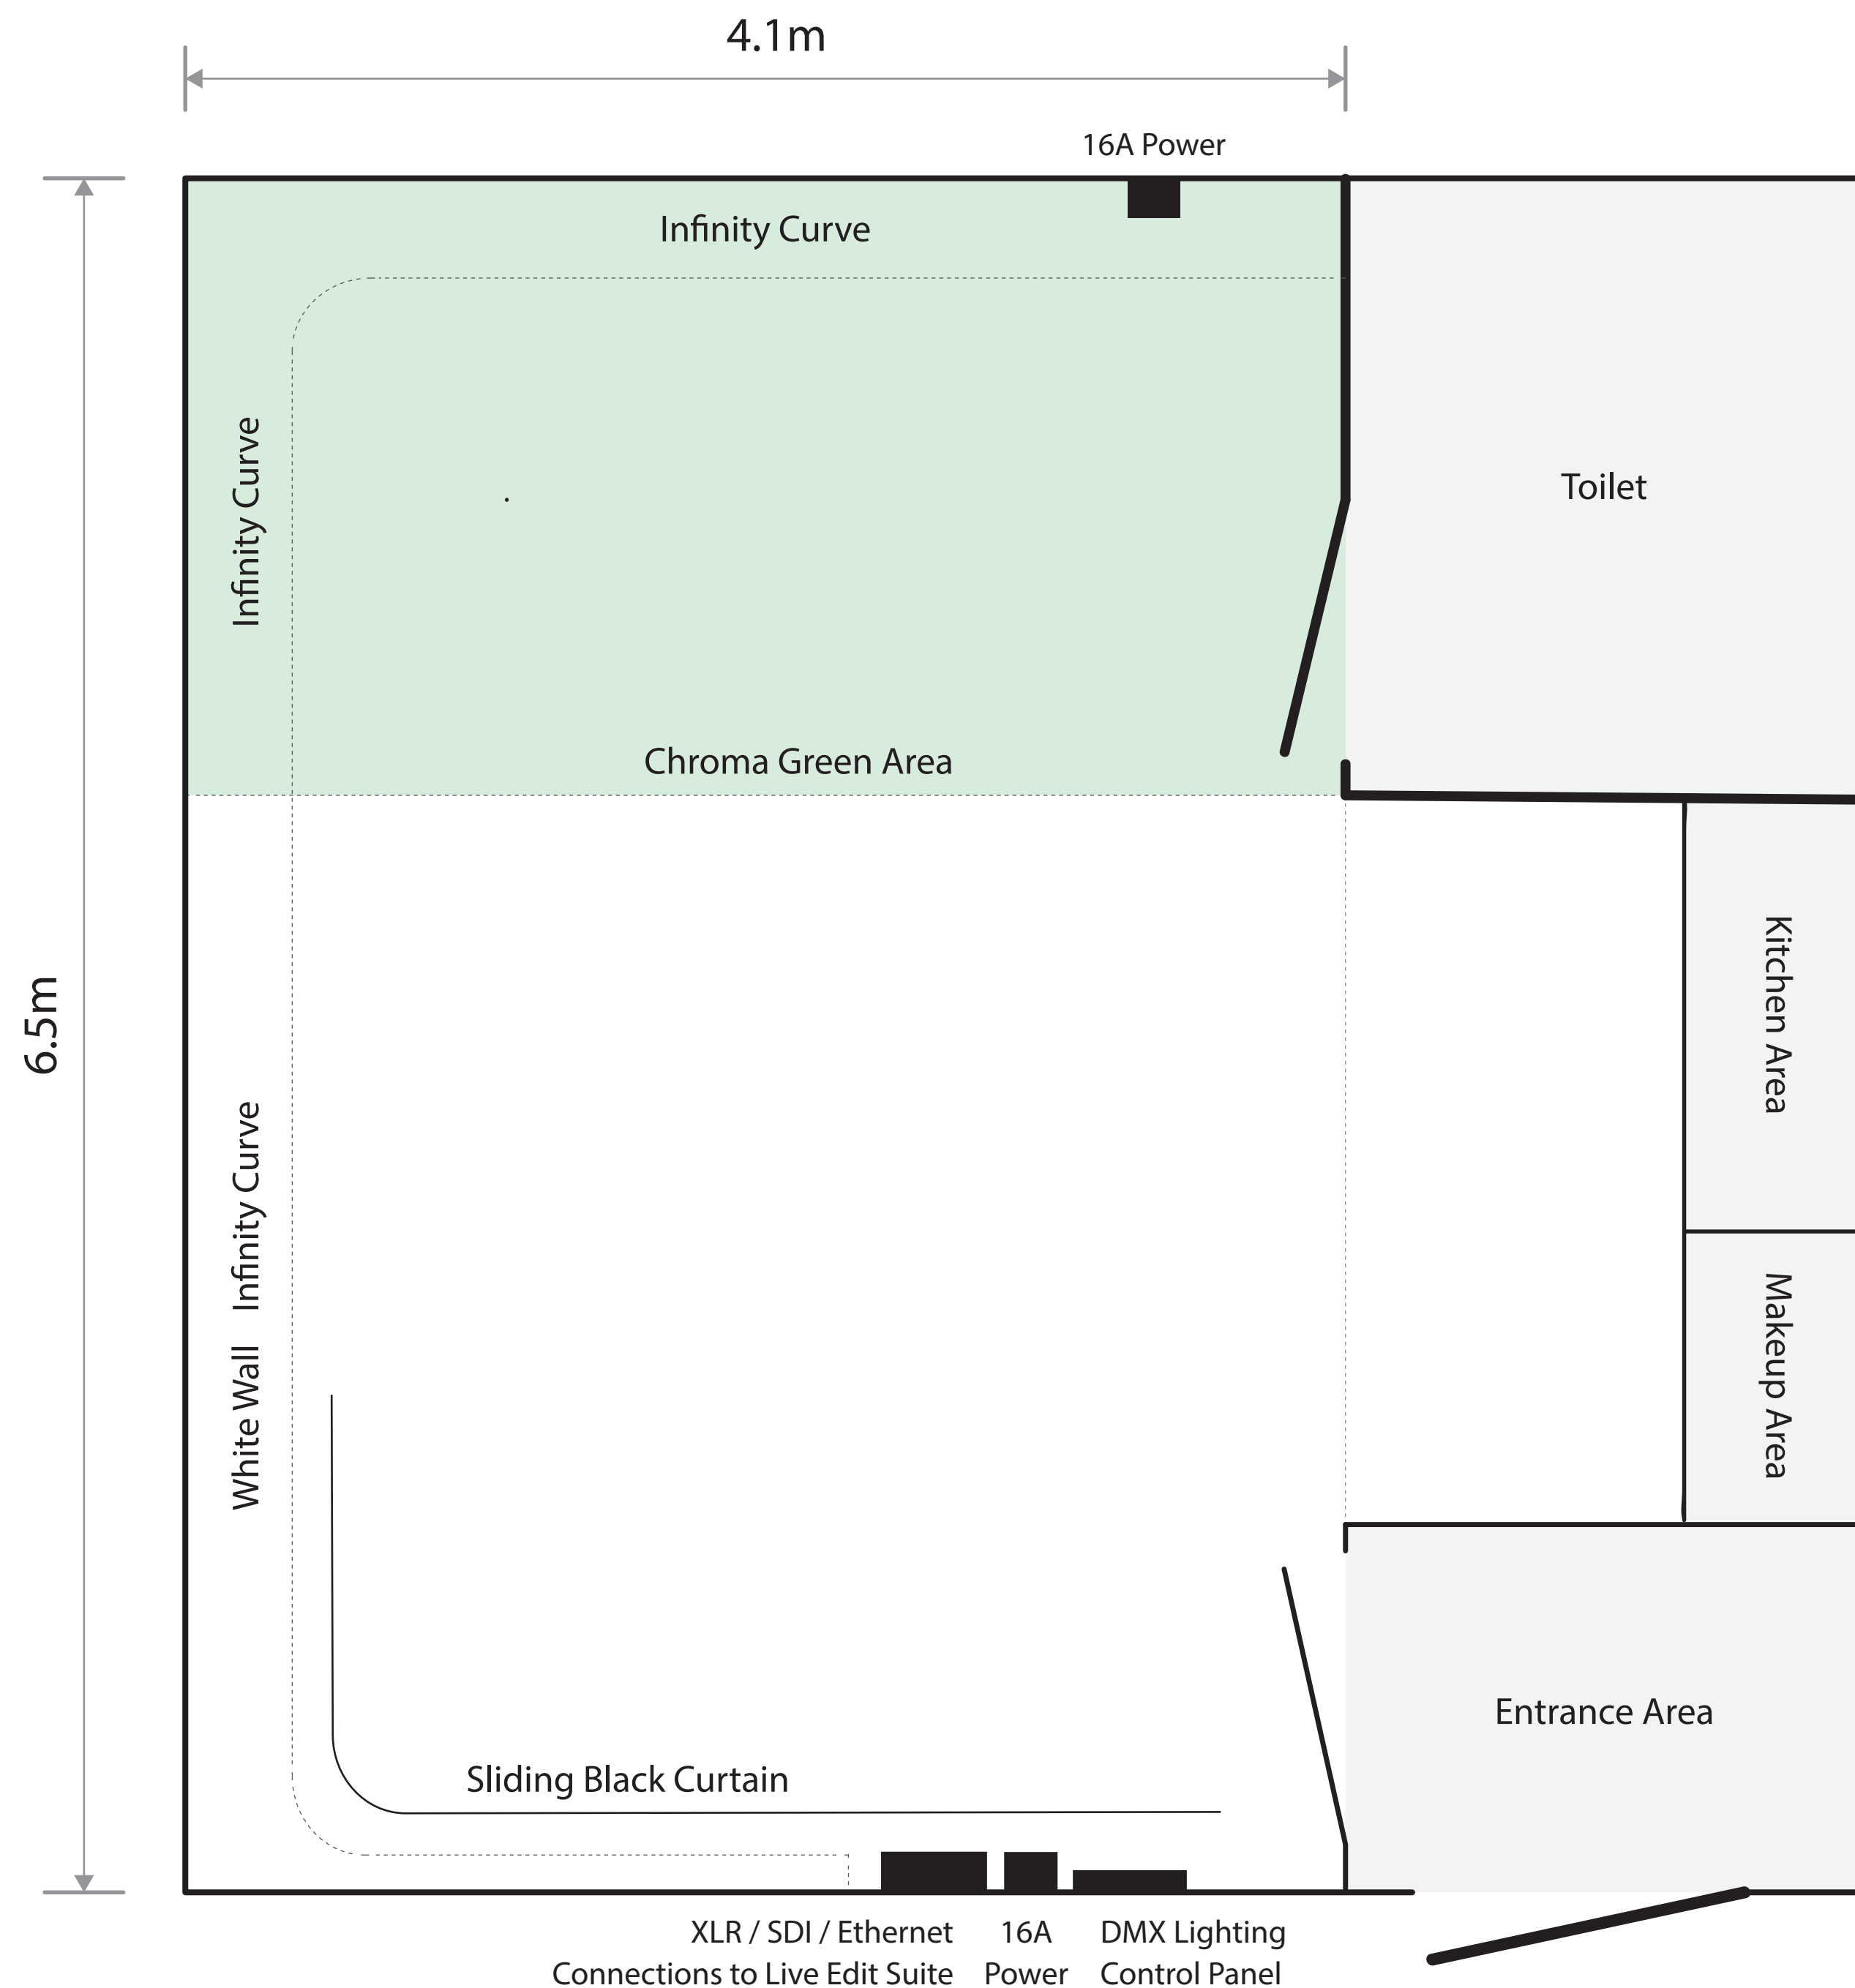 4.1m
16A Power
Infinity Curve
Infinity Curve
Toilet
Chroma Green Area
Kitchen Area
6.5m
White Wall   Infinity Curve
Makeup Area
Entrance Area
Sliding Black Curtain
XLR / SDI / Ethernet
Connections to Live Edit Suite
16A
Power
DMX Lighting
Control Panel